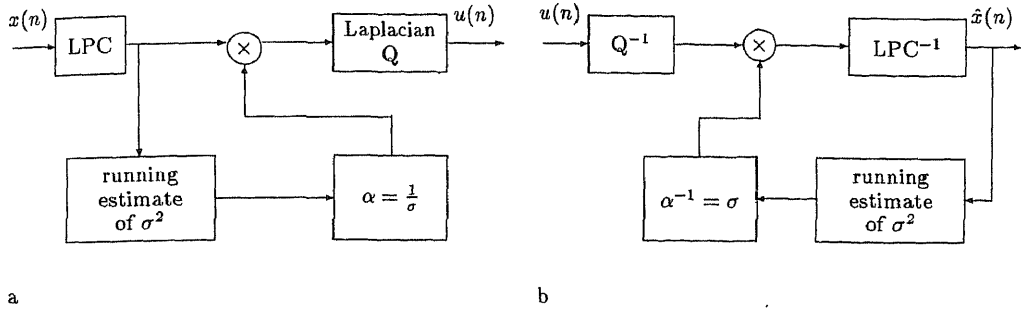 x(n)
LPC
×
Laplacian
Q
u(n)
running
estimate
of σ²
α = 1/σ
a
u(n)
Q⁻¹
×
LPC⁻¹
x̂(n)
α⁻¹ = σ
running
estimate
of σ²
b